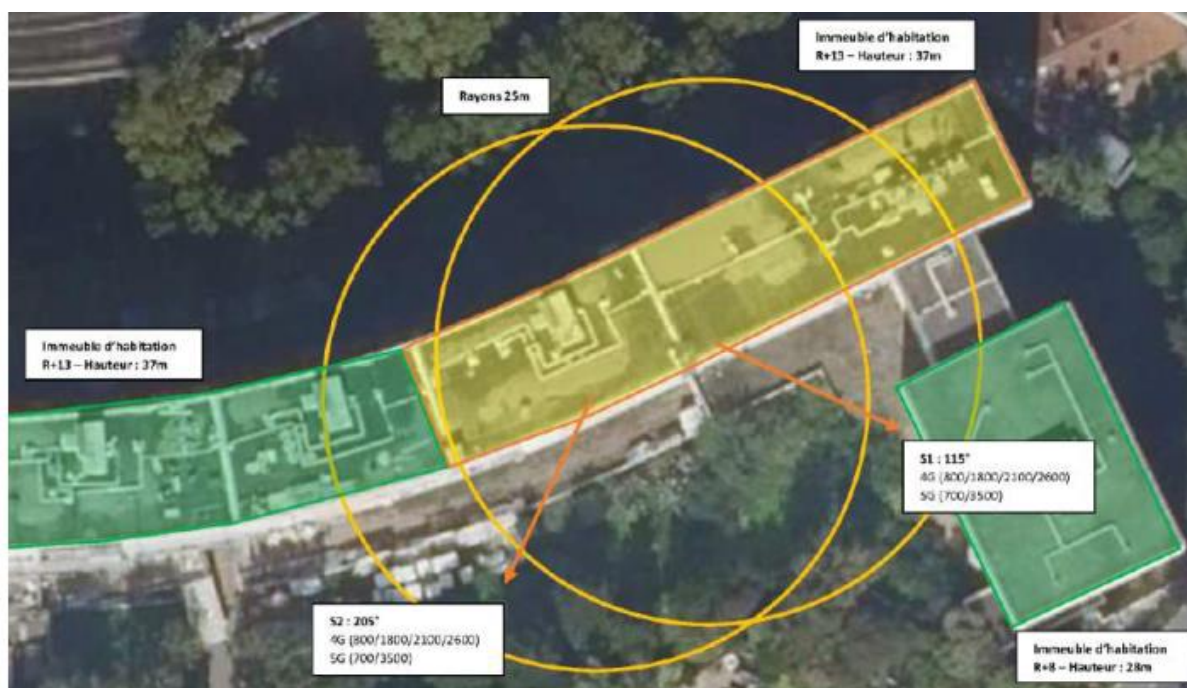 Immeuble d'habitation
R+13 – Hauteur : 37m
Rayons 25m
Immeuble d'habitation
R+13 – Hauteur : 37m
S1 : 115°
4G (800/1800/2100/2600)
5G (700/3500)
S2 : 205°
4G (800/1800/2100/2600)
5G (700/3500)
Immeuble d'habitation
R+8 – Hauteur : 28m